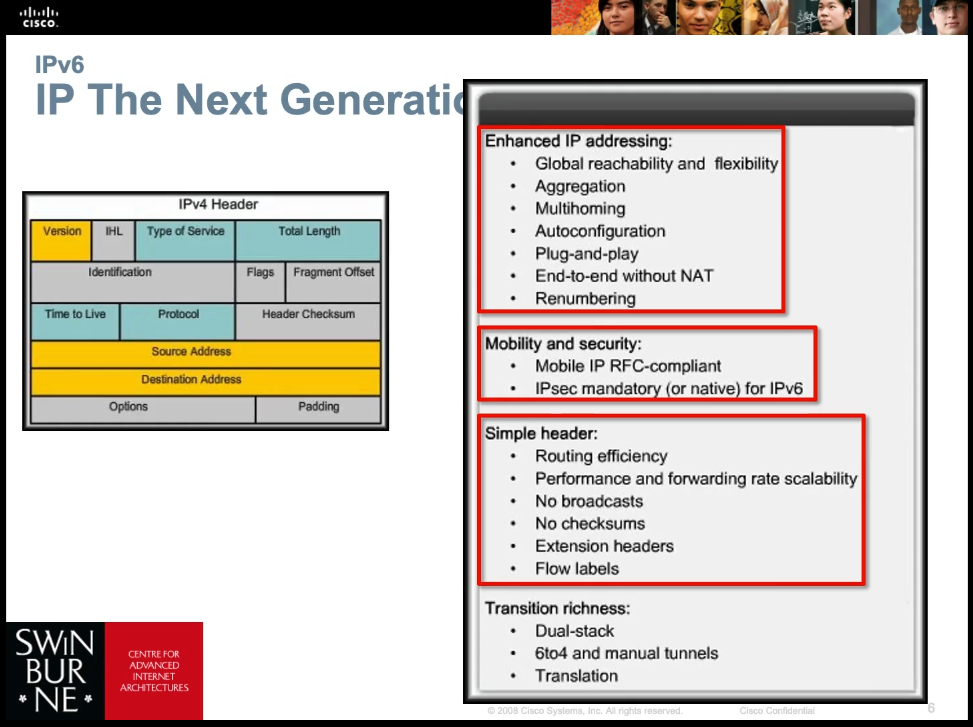 CISCO
IPv6
IP The Next Generatio
IPv4 Header
Version IHL Type of Service Total Length
Identification Flags Fragment Offset
Time to Live Protocol Header Checksum
Source Address
Destination Address
Options Padding
Enhanced IP addressing:
• Global reachability and flexibility
• Aggregation
• Multihoming
• Autoconfiguration
• Plug-and-play
• End-to-end without NAT
• Renumbering
Mobility and security:
• Mobile IP RFC-compliant
• IPsec mandatory (or native) for IPv6
Simple header:
• Routing efficiency
• Performance and forwarding rate scalability
• No broadcasts
• No checksums
• Extension headers
• Flow labels
Transition richness:
• Dual-stack
• 6to4 and manual tunnels
• Translation
SWIN
BUR
* NE *
CENTRE FOR
ADVANCED
INTERNET
ARCHITECTURES
© 2008 Cisco Systems, Inc. All rights reserved. Cisco Confidential 6